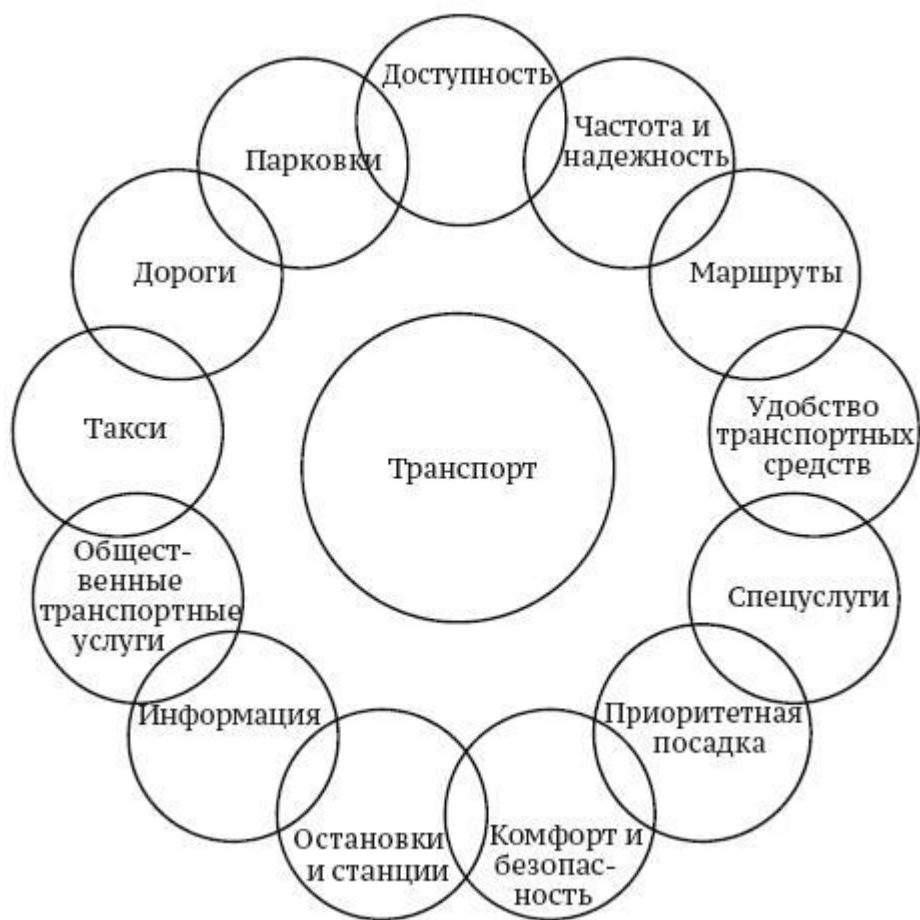 Доступность
Частота и
надежность
Маршруты
Удобство
транспортных
средств
Спецуслуги
Приоритетная
посадка
Комфорт и
безопас-
ность
Остановки
и станции
Информация
Общест-
венные
транспортные
услуги
Такси
Дороги
Парковки
Транспорт